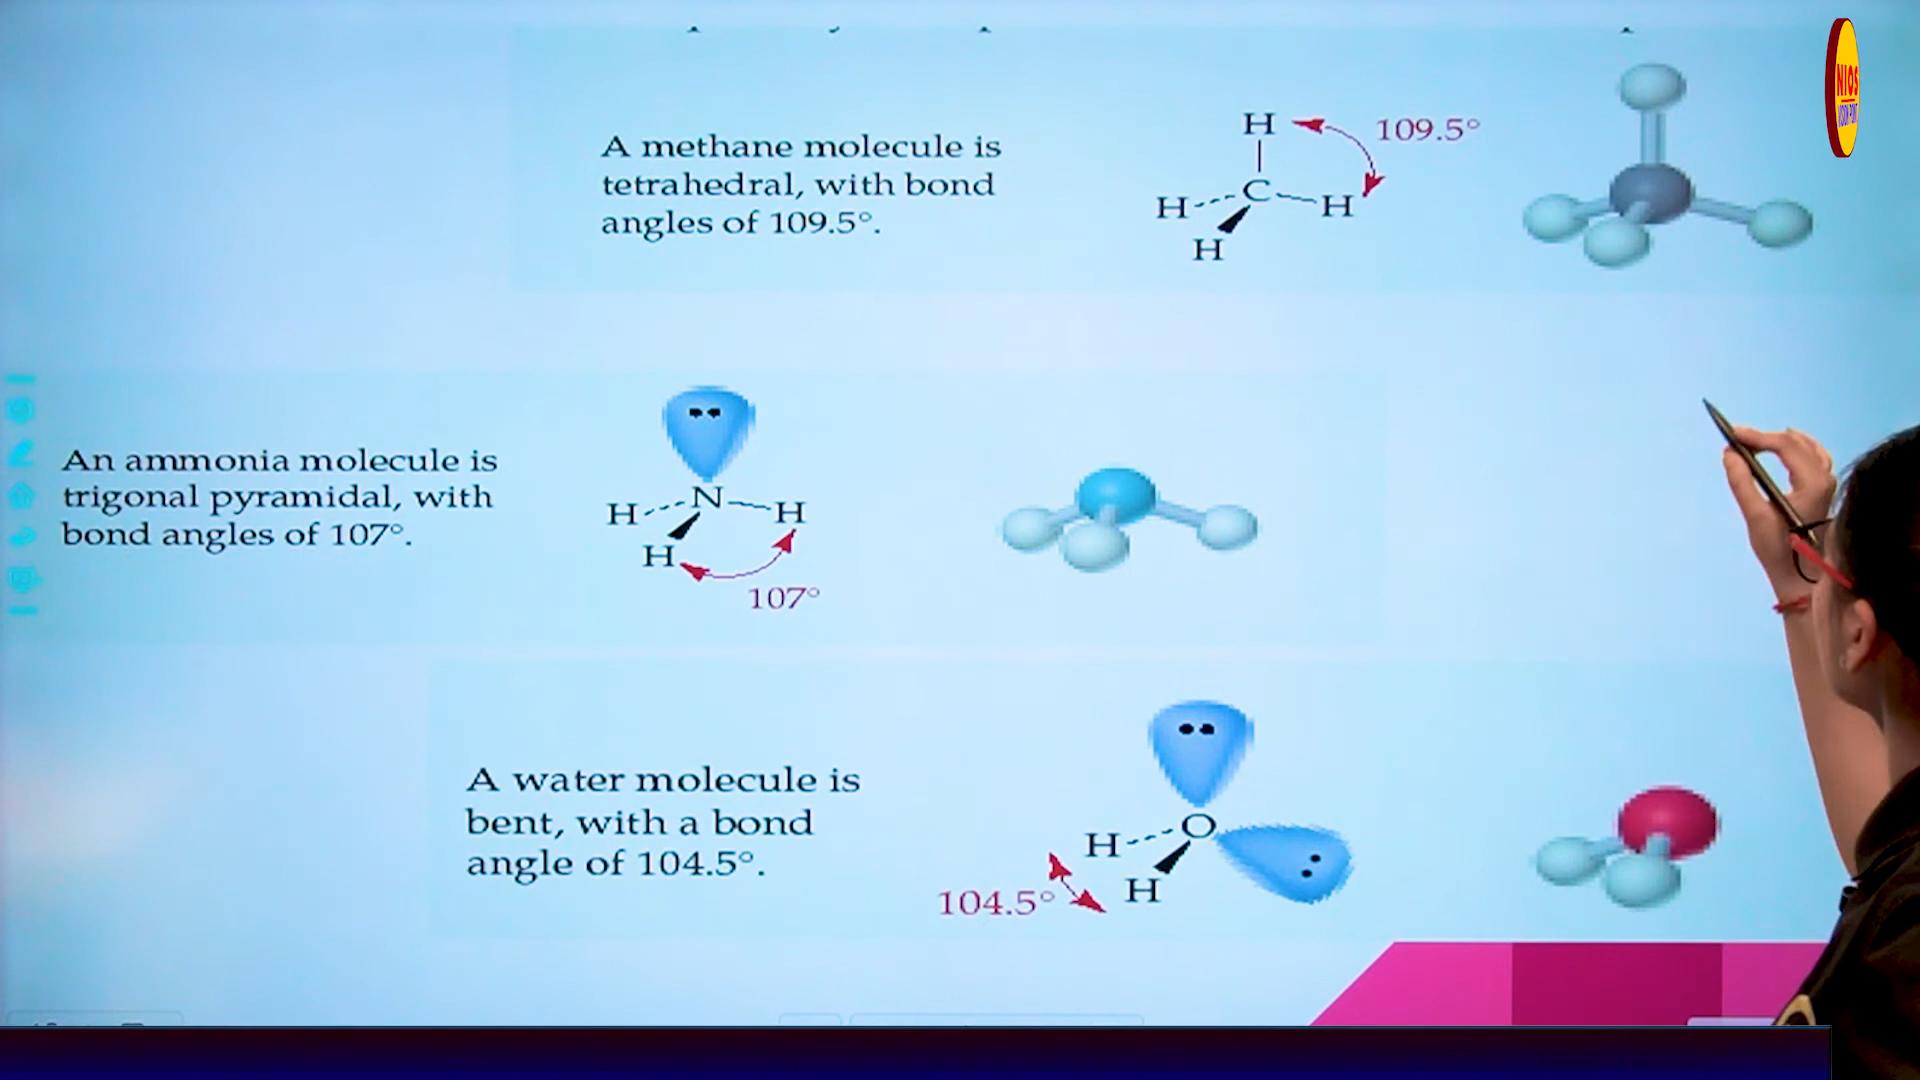 NIOS
A methane molecule is
tetrahedral, with bond
angles of 109.5°.
H
109.5°
H C H
H
An ammonia molecule is
trigonal pyramidal, with
bond angles of 107°.
H N H
H
107°
A water molecule is
bent, with a bond
angle of 104.5°.
H O
H
104.5°